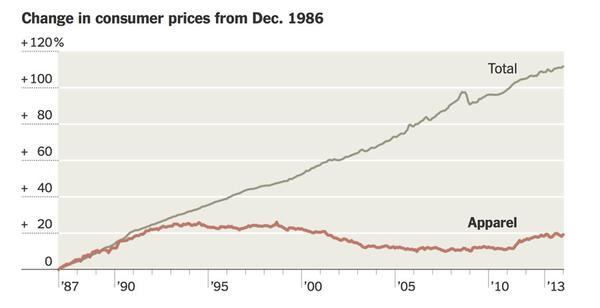 Change in consumer prices from Dec. 1986
+120%
+100
+ 80
+ 60
+ 40
+ 20
0
Total
Apparel
'87 '90 '95 '00 '05 '10 '13